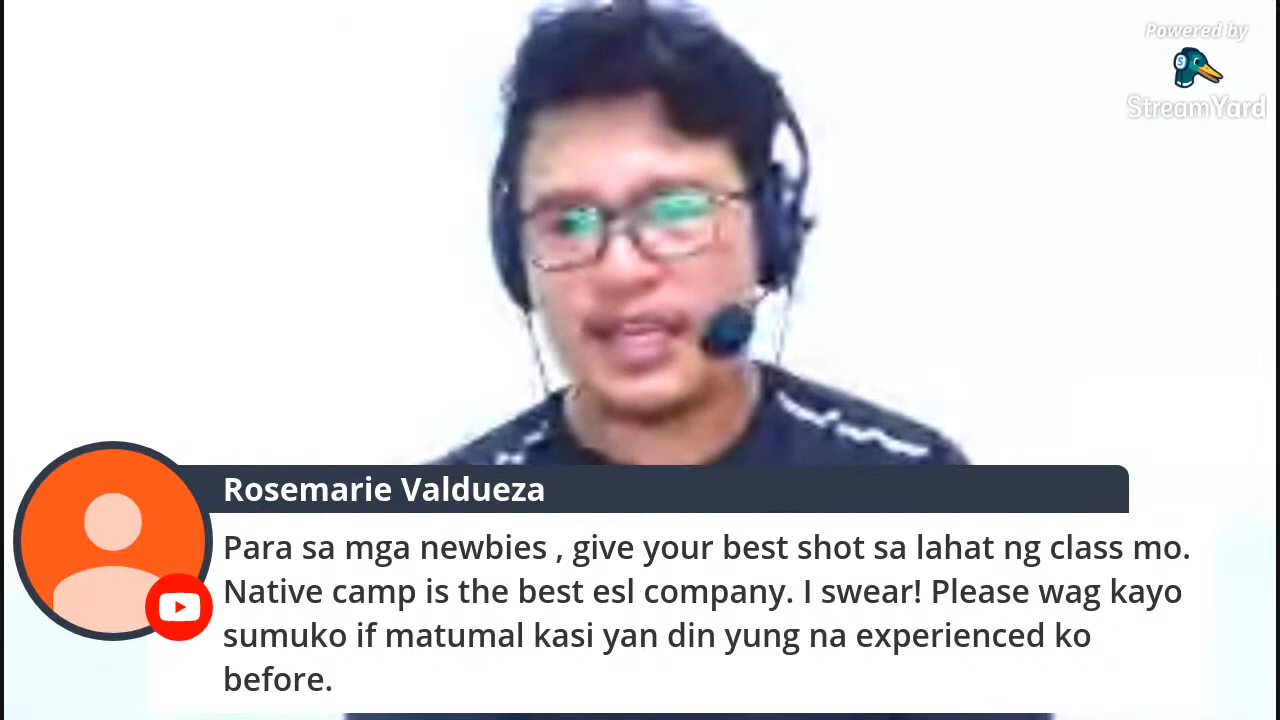 Powered by
StreamYard
Rosemarie Valdueza
Para sa mga newbies , give your best shot sa lahat ng class mo.
Native camp is the best esl company. I swear! Please wag kayo
sumuko if matumal kasi yan din yung na experienced ko
before.